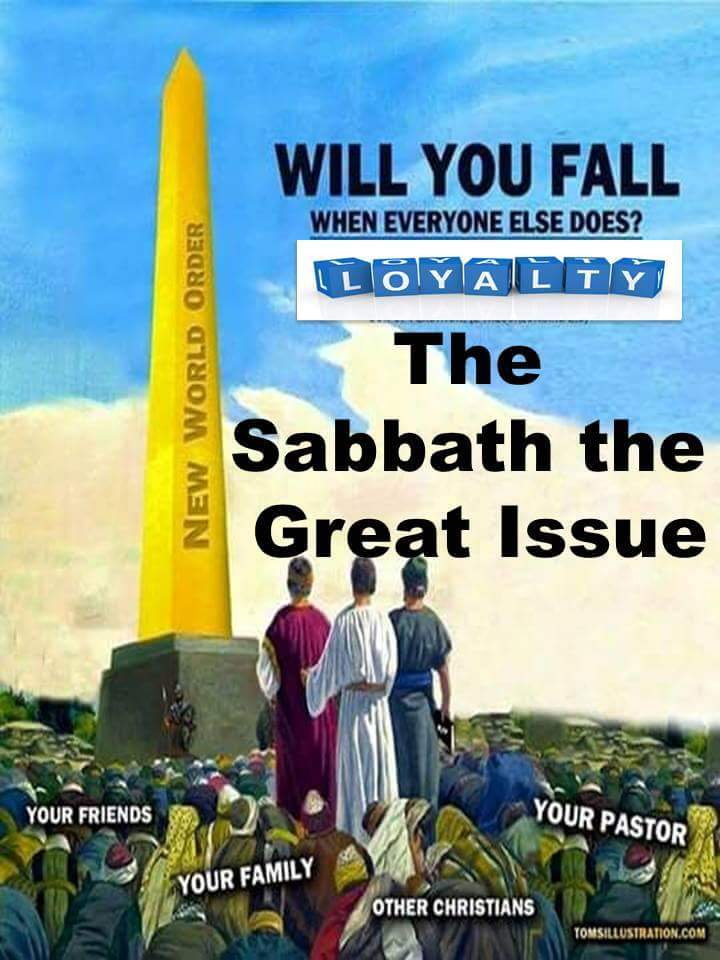 WILL YOU FALL
WHEN EVERYONE ELSE DOES?
LOYALTY
The
Sabbath the
Great Issue
NEW WORLD ORDER
YOUR FRIENDS
YOUR PASTOR
YOUR FAMILY
OTHER CHRISTIANS
TOMSILLUSTRATION.COM